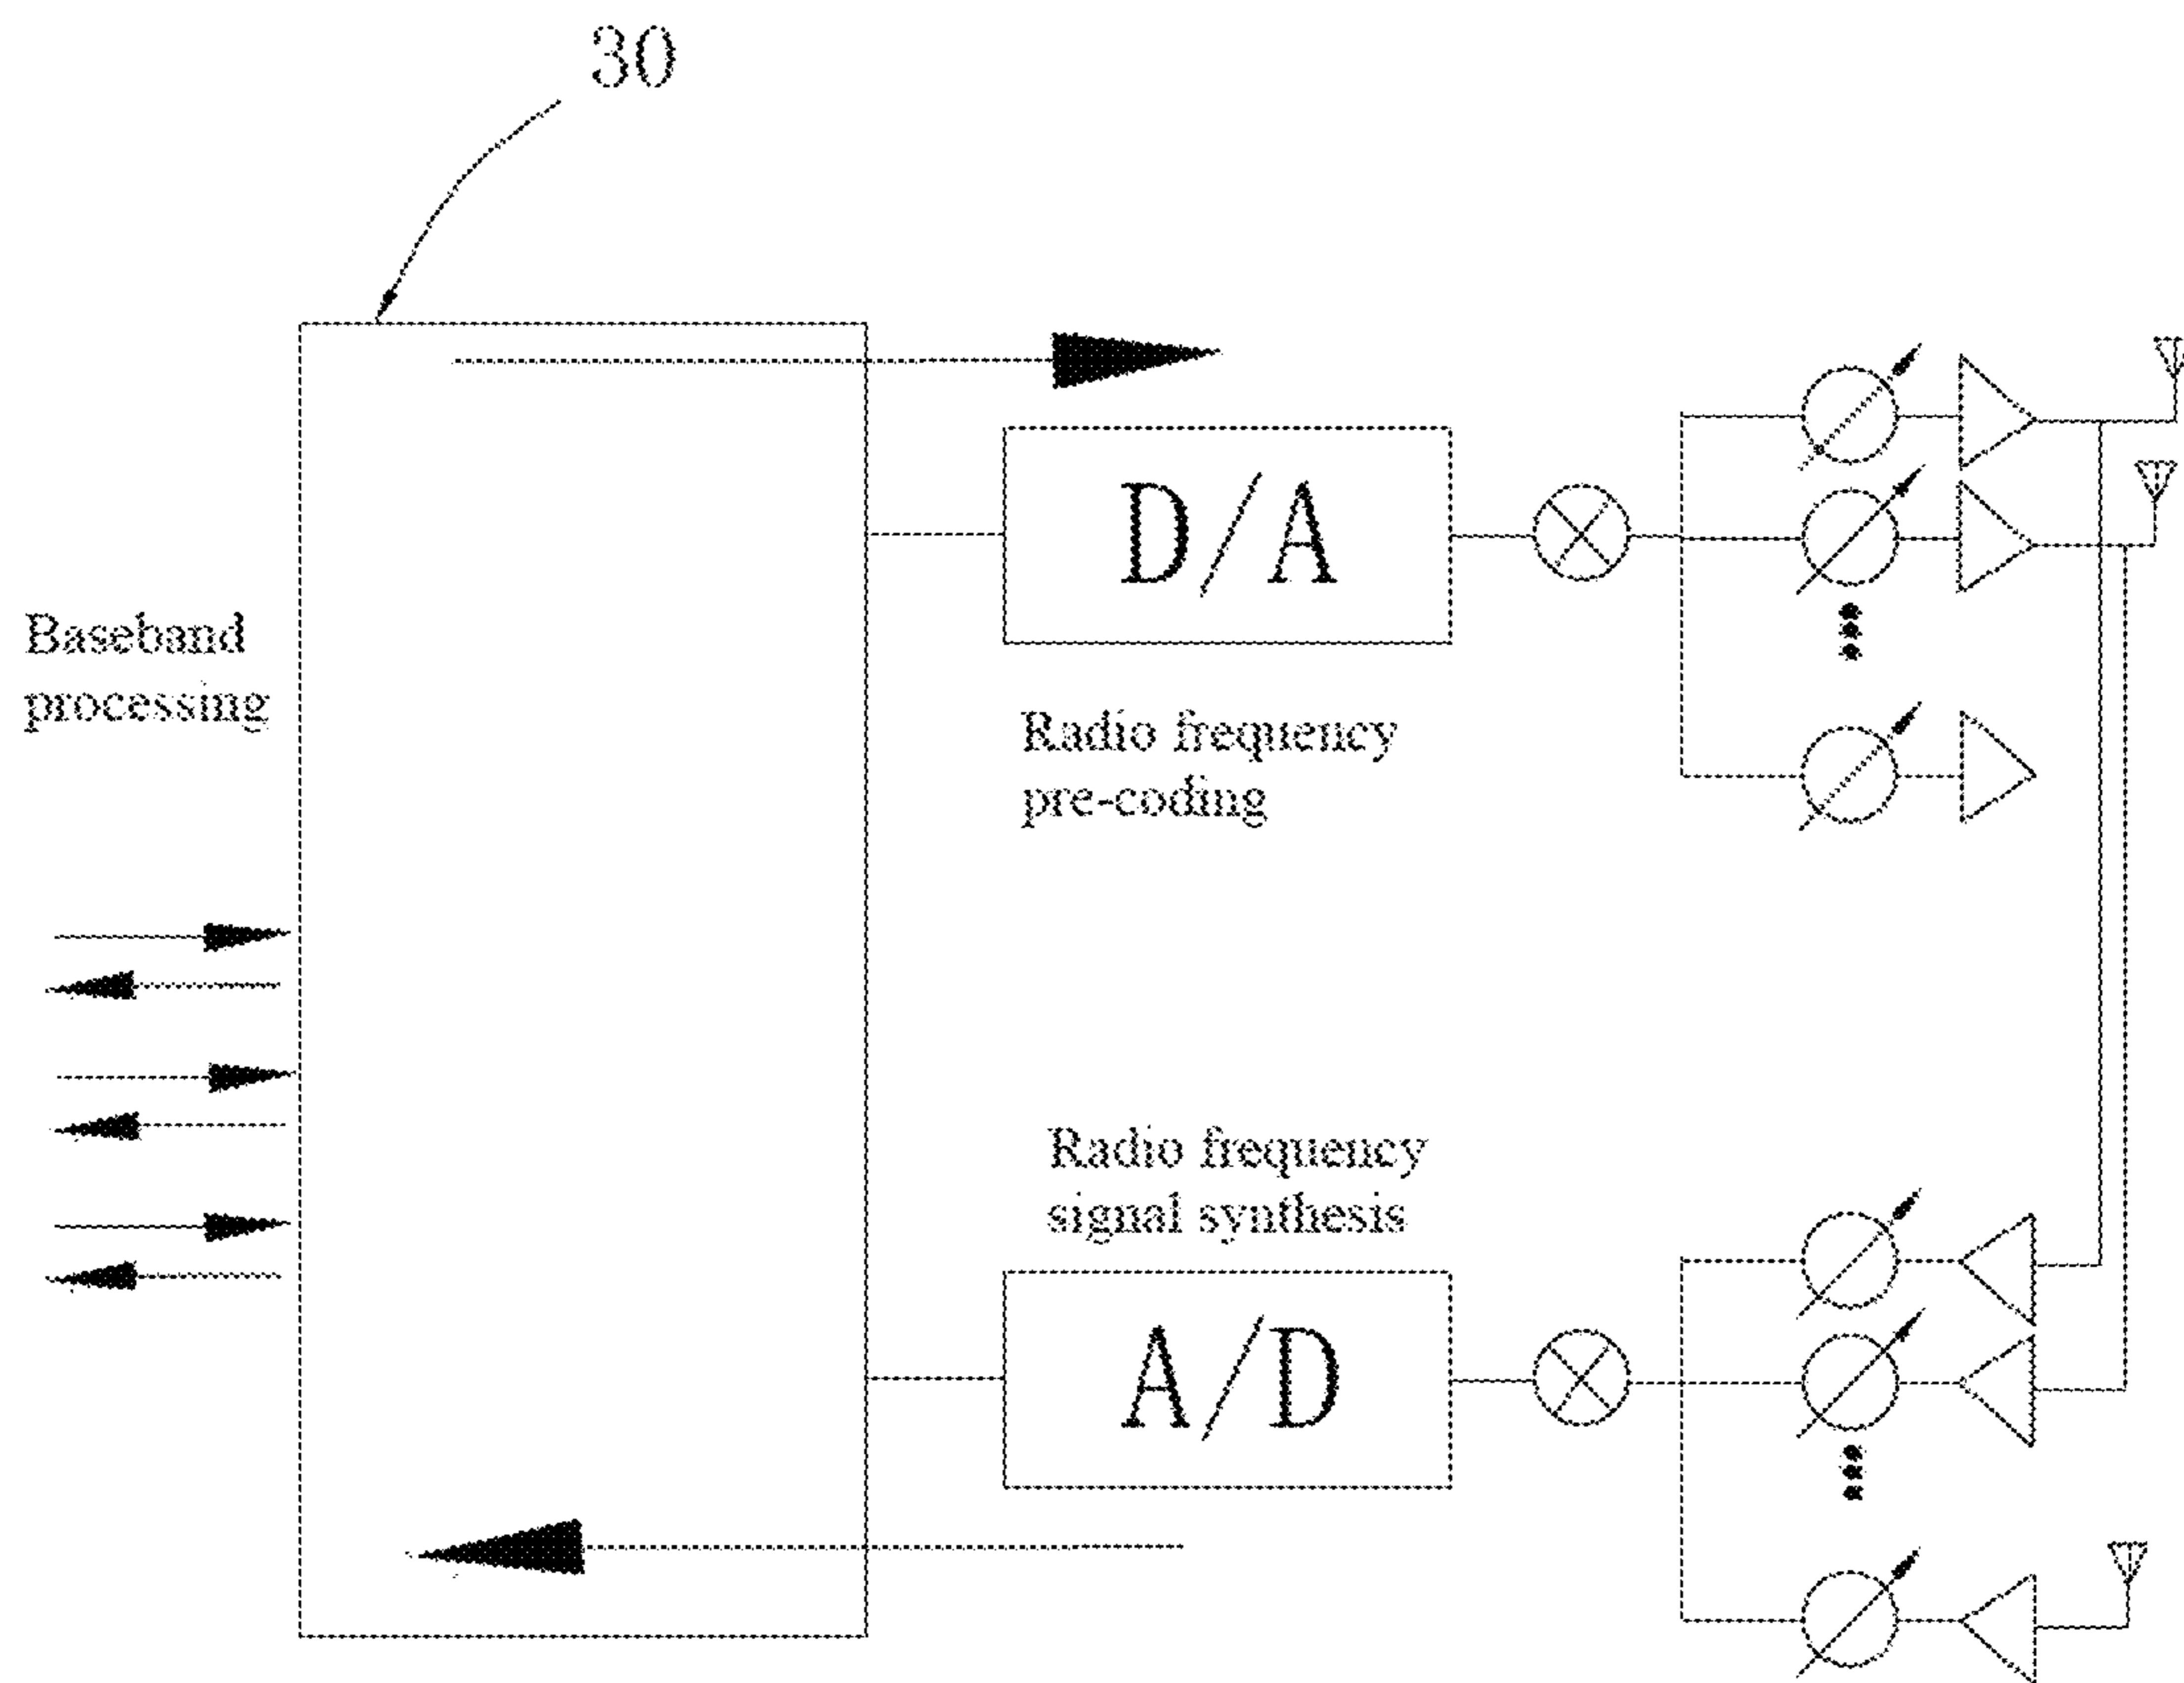 30
D/A
Baseband
processing
Radio frequency
pre-coding
Radio frequency
signal synthesis
A/D